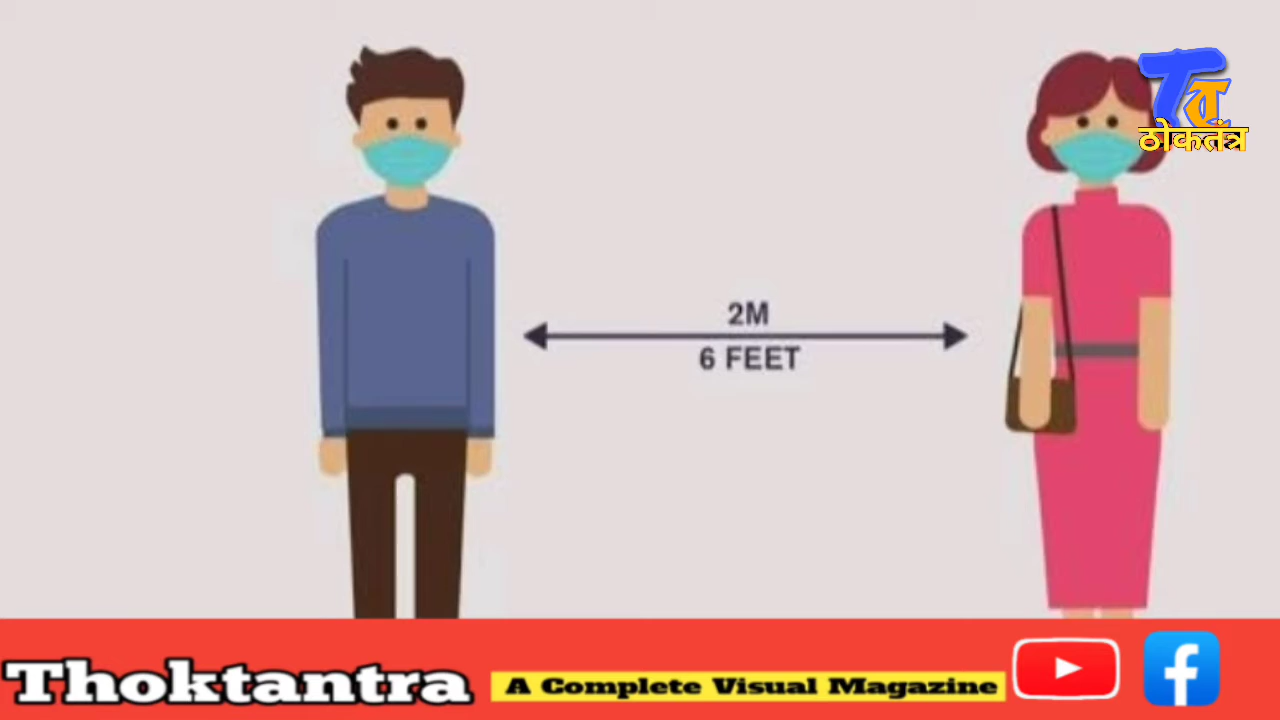 ठोकतंत्र
2M
6 FEET
Thoktantra
A Complete Visual Magazine